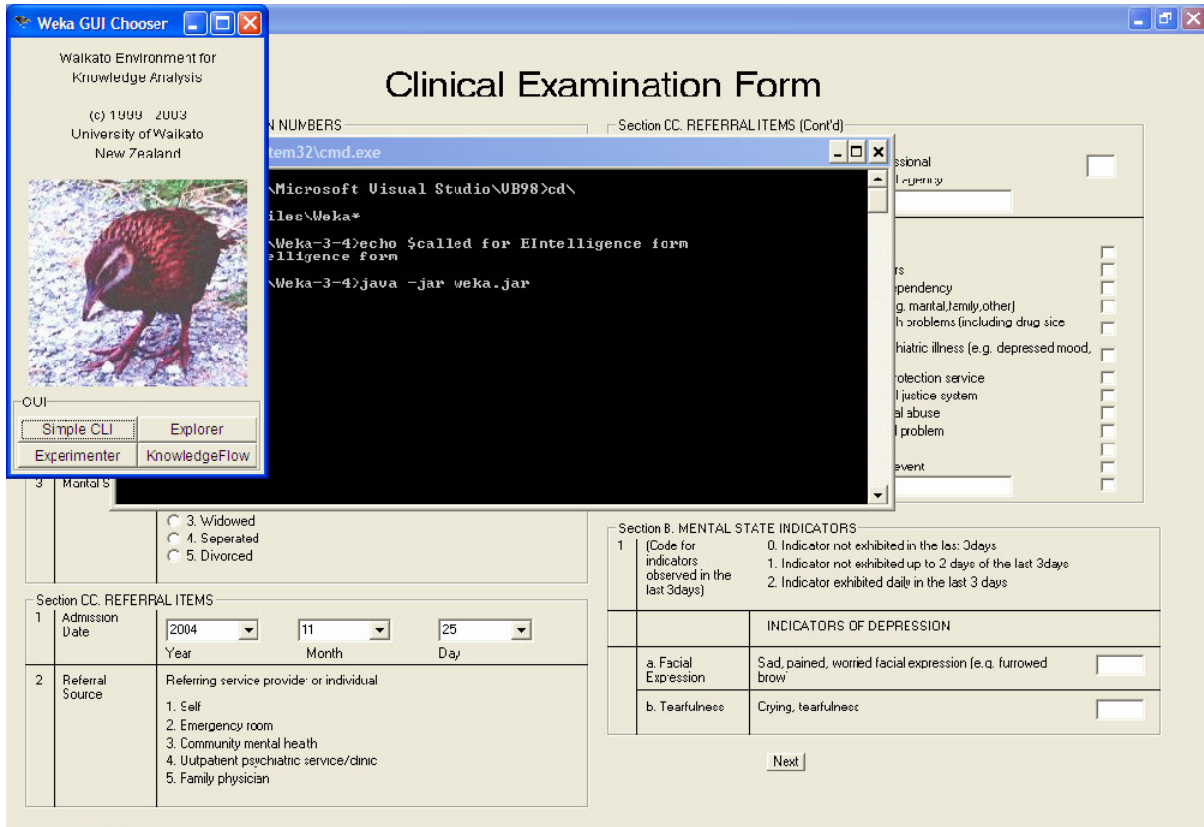 Weka GUI Chooser
Waikato Environment for
Knowledge Analysis
(c) 1999 - 2003
University of Waikato
New Zealand
GUI
Simple CLI
Explorer
Experimenter
KnowledgeFlow
Clinical Examination Form
N NUMBERS
tem32\cmd.exe
\Microsoft Visual Studio\VB98>cd\
iles\Weka*
\Weka-3-4>echo $called for EIntelligence form
elligence form
\Weka-3-4>java -jar weka.jar
3
Marital S
3. Widowed
4. Seperated
5. Divorced
Section CC. REFERRAL ITEMS
1
Admission
Date
2004
11
25
Year
Month
Day
2
Referral
Source
Referring service provider or individual
1. Self
2. Emergency room
3. Community mental heath
4. Outpatient psychiatric service/clinic
5. Family physician
Section CC. REFERRAL ITEMS (Cont'd)
ssional
l agency
rs
pendency
g. marital,family,other)
h problems (including drug sice
hiatric illness (e.g. depressed mood,
rotection service
l justice system
al abuse
l problem
event
Section B. MENTAL STATE INDICATORS
1
(Code for
indicators
observed in the
last 3days)
0. Indicator not exhibited in the last 3days
1. Indicator not exhibited up to 2 days of the last 3days
2. Indicator exhibited daily in the last 3 days
INDICATORS OF DEPRESSION
a. Facial
Expression
Sad, pained, worried facial expression (e.g. furrowed
brow)
b. Tearfulness
Crying, tearfulness
Next